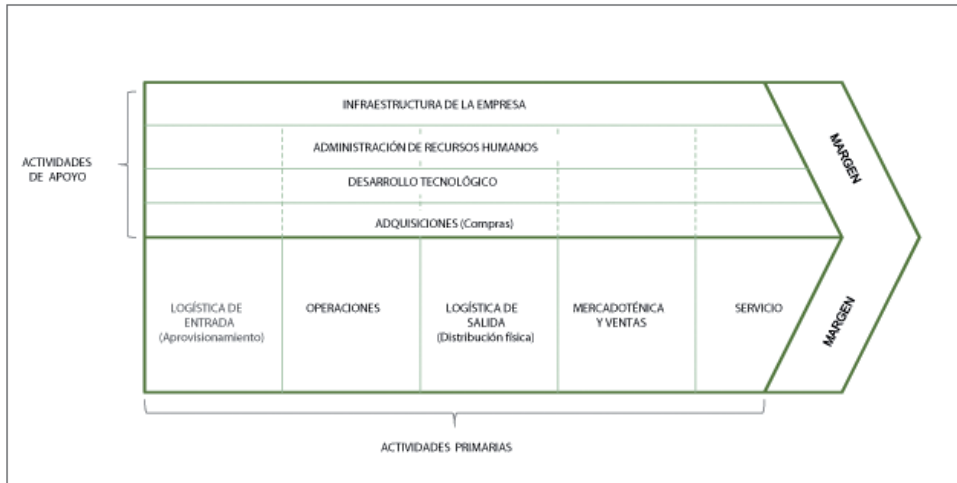 INFRAESTRUCTURA DE LA EMPRESA
ADMINISTRACIÓN DE RECURSOS HUMANOS
DESARROLLO TECNOLÓGICO
ADQUISICIONES (Compras)
ACTIVIDADES
DE APOYO
MARGEN
LOGÍSTICA DE
ENTRADA
(Aprovisionamiento)
OPERACIONES
LOGÍSTICA DE
SALIDA
(Distribución física)
MERCADOTÉNICA
Y VENTAS
SERVICIO
MARGEN
ACTIVIDADES PRIMARIAS